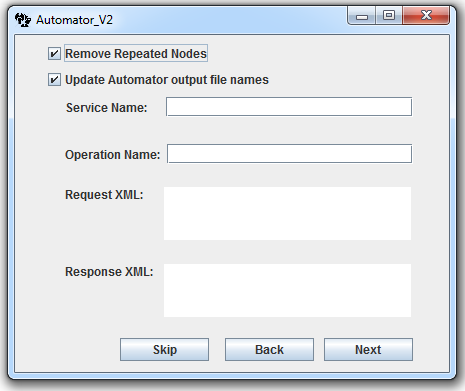 Automator_V2
Remove Repeated Nodes
Update Automator output file names
Service Name:
Operation Name:
Request XML:
Response XML:
Skip Back Next